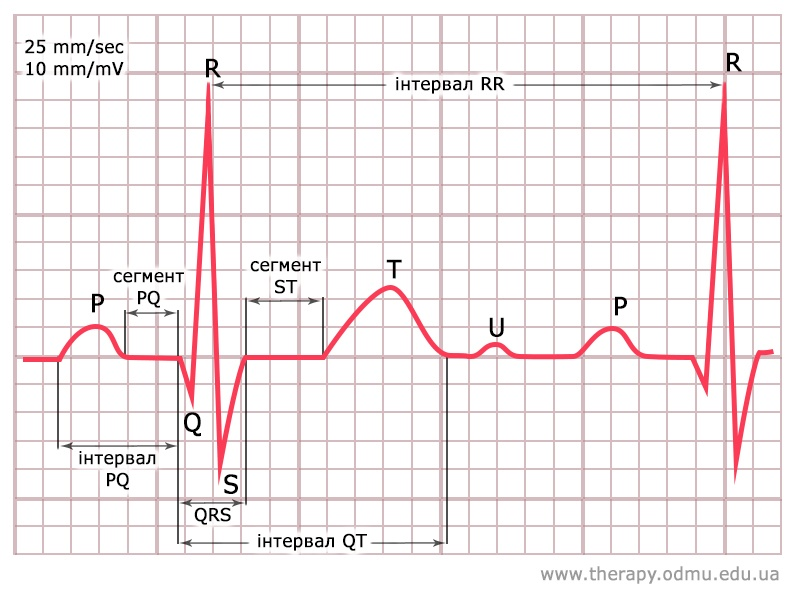 25 mm/sec
10 mm/mV
R
R
інтервал RR
сегмент
PQ
сегмент
ST
P
T
U
P
Q
S
інтервал
PQ
QRS
інтервал QT
www.therapy.odmu.edu.ua